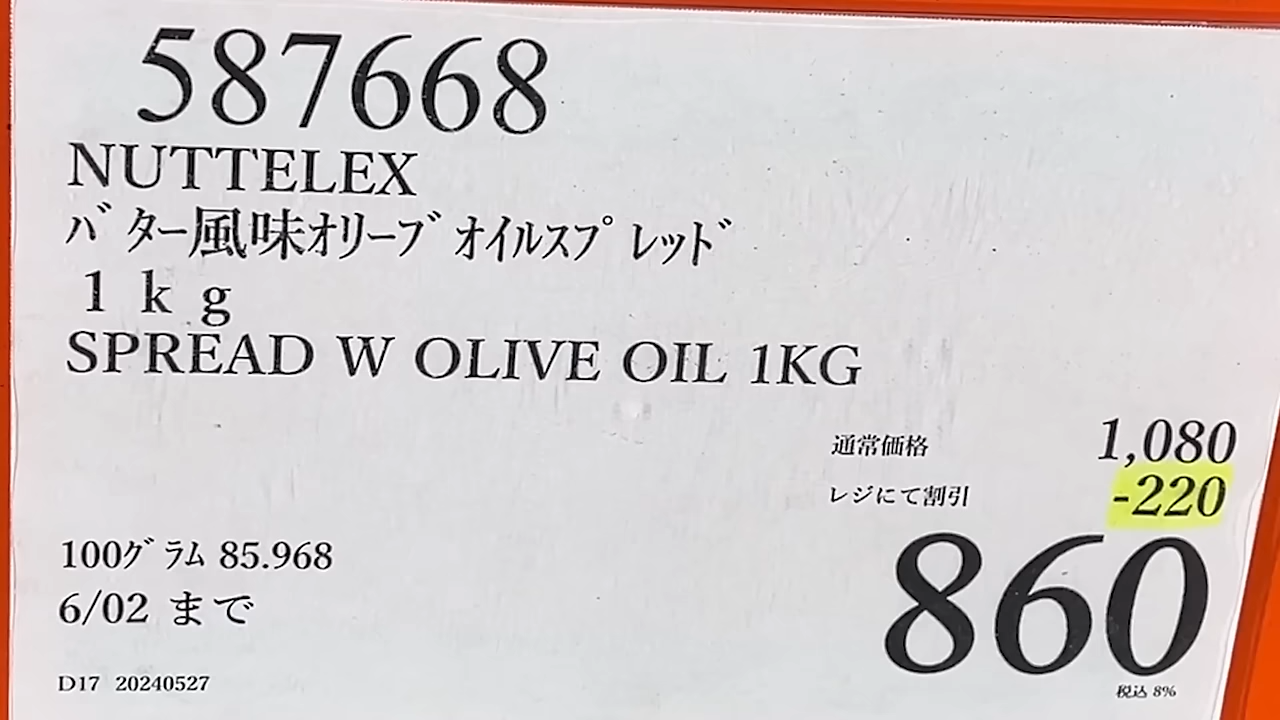 587668
NUTTELEX
ﾊﾞﾀｰ風味ｵﾘｰﾌﾞｵｲﾙｽﾌﾟﾚｯﾄﾞ
１ｋｇ
SPREAD W OLIVE OIL 1KG
通常価格 1,080
レジにて割引 -220
860
100ｸﾞﾗﾑ 85.968
6/02 まで
税込 8%
D17 20240527